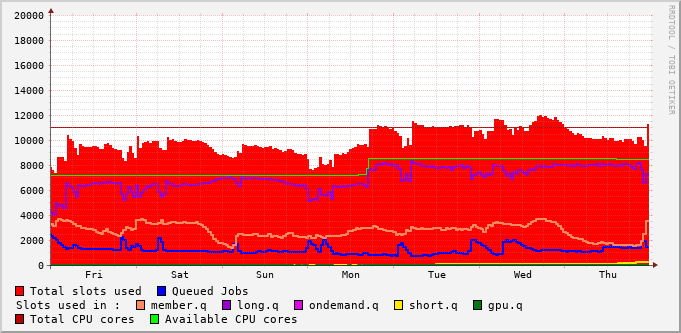 RRDTOOL / TOBI OETIKER
20000
18000
16000
14000
12000
10000
8000
6000
4000
2000
0
Fri Sat Sun Mon Tue Wed Thu
Total slots used Queued Jobs
Slots used in : member.q long.q ondemand.q short.q gpu.q
Total CPU cores Available CPU cores